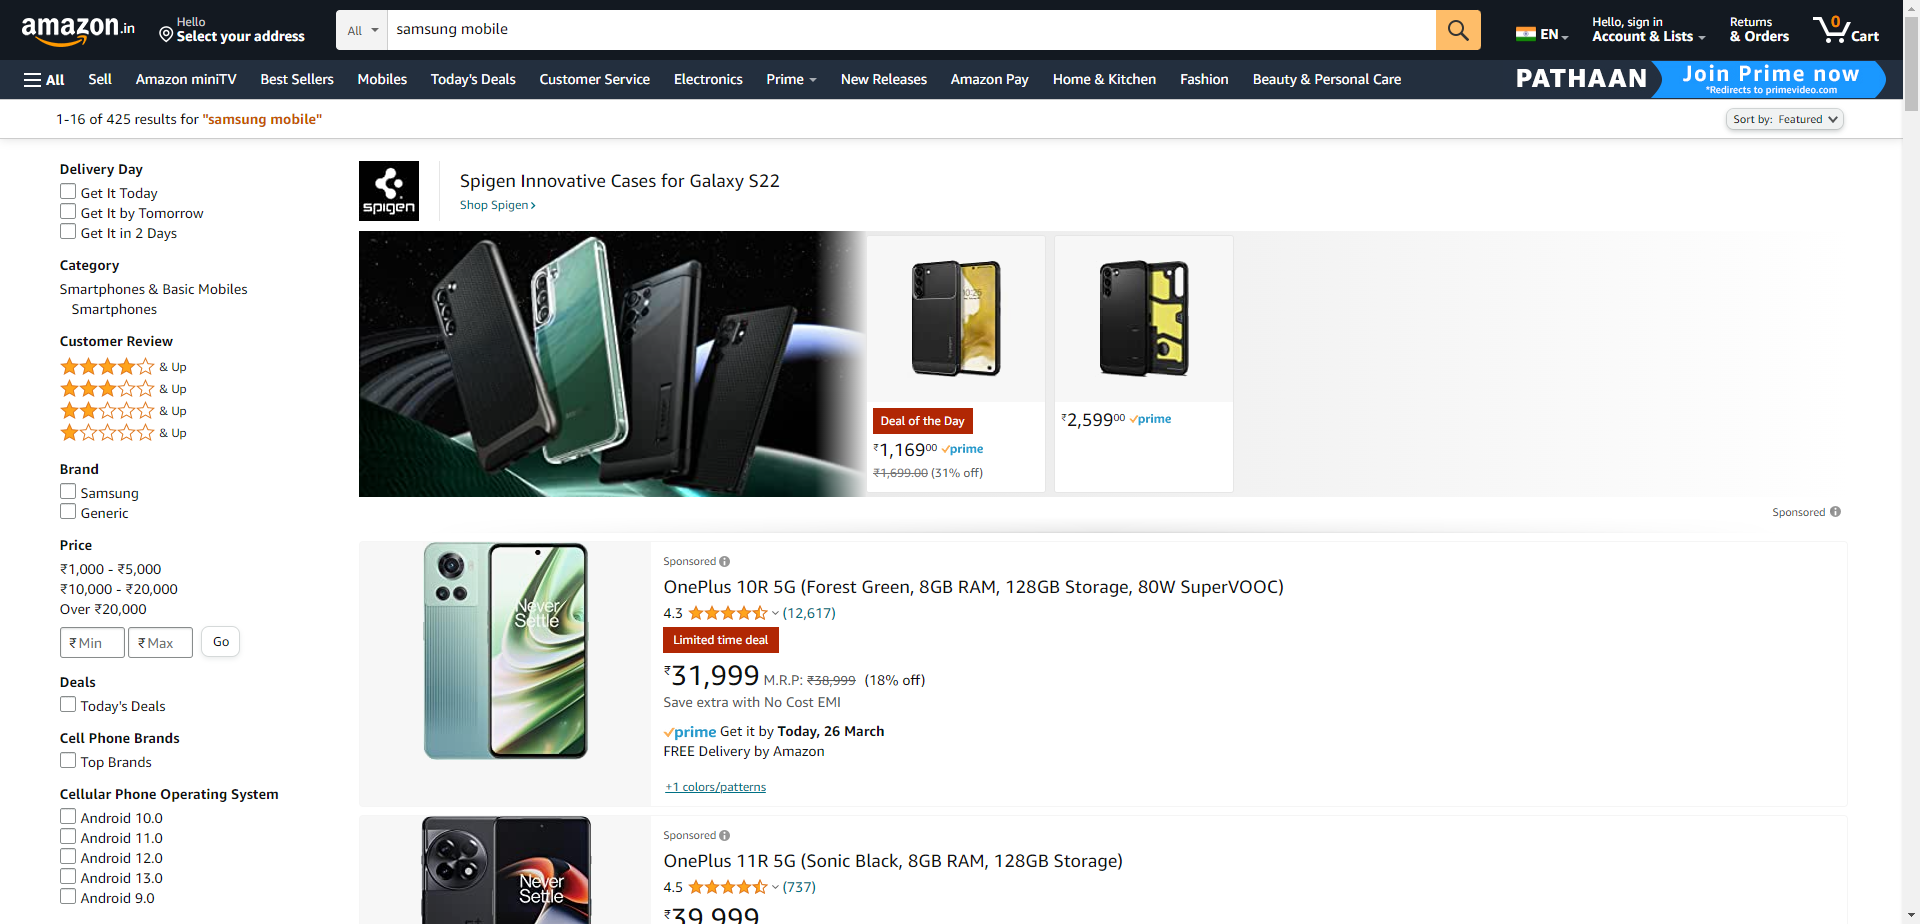 amazon.in
Hello
Select your address
All
samsung mobile
EN
Hello, sign in
Account & Lists
Returns
& Orders
0
Cart
All
Sell
Amazon miniTV
Best Sellers
Mobiles
Today's Deals
Customer Service
Electronics
Prime
New Releases
Amazon Pay
Home & Kitchen
Fashion
Beauty & Personal Care
PATHAAN
Join Prime now
*Redirects to primevideo.com
1-16 of 425 results for "samsung mobile"
Sort by: Featured
Delivery Day
Get It Today
Get It by Tomorrow
Get It in 2 Days
Category
Smartphones & Basic Mobiles
Smartphones
Customer Review
& Up
& Up
& Up
& Up
Brand
Samsung
Generic
Price
₹1,000 - ₹5,000
₹10,000 - ₹20,000
Over ₹20,000
₹ Min
₹ Max
Go
Deals
Today's Deals
Cell Phone Brands
Top Brands
Cellular Phone Operating System
Android 10.0
Android 11.0
Android 12.0
Android 13.0
Android 9.0
spigen
Spigen Innovative Cases for Galaxy S22
Shop Spigen
10:25
Deal of the Day
₹1,16900 prime
₹1,699.00 (31% off)
₹2,59900 prime
Sponsored
Never
Settle
Sponsored
OnePlus 10R 5G (Forest Green, 8GB RAM, 128GB Storage, 80W SuperVOOC)
4.3 (12,617)
Limited time deal
₹31,999 M.R.P: ₹38,999 (18% off)
Save extra with No Cost EMI
prime Get it by Today, 26 March
FREE Delivery by Amazon
+1 colors/patterns
Never
Settle
Sponsored
OnePlus 11R 5G (Sonic Black, 8GB RAM, 128GB Storage)
4.5 (737)
₹39,999